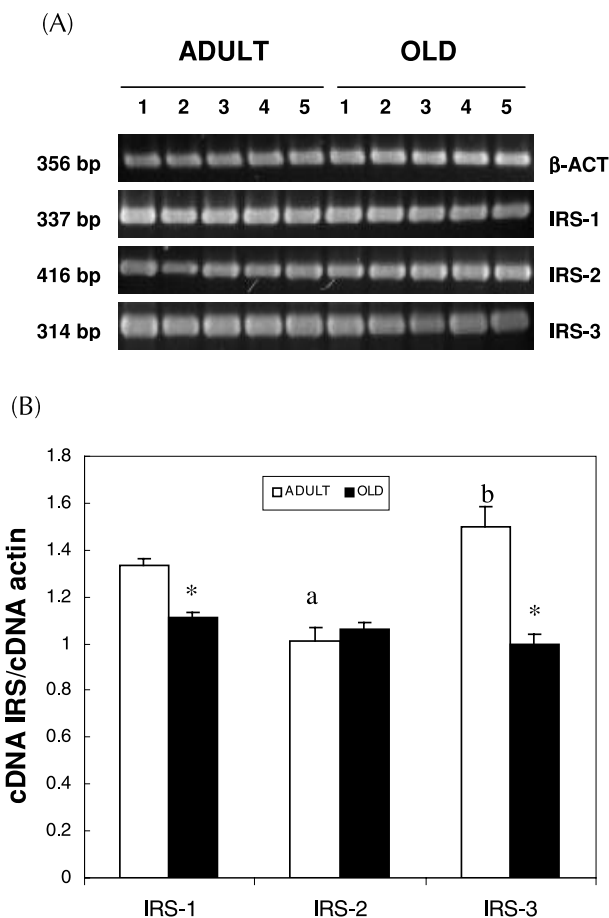 (A)
ADULT OLD
1 2 3 4 5 1 2 3 4 5
356 bp β-ACT
337 bp IRS-1
416 bp IRS-2
314 bp IRS-3
(B)
cDNA IRS/cDNA actin
1.8
1.6
1.4
1.2
1
0.8
0.6
0.4
0.2
0
ADULT OLD
*
a
b
*
IRS-1 IRS-2 IRS-3